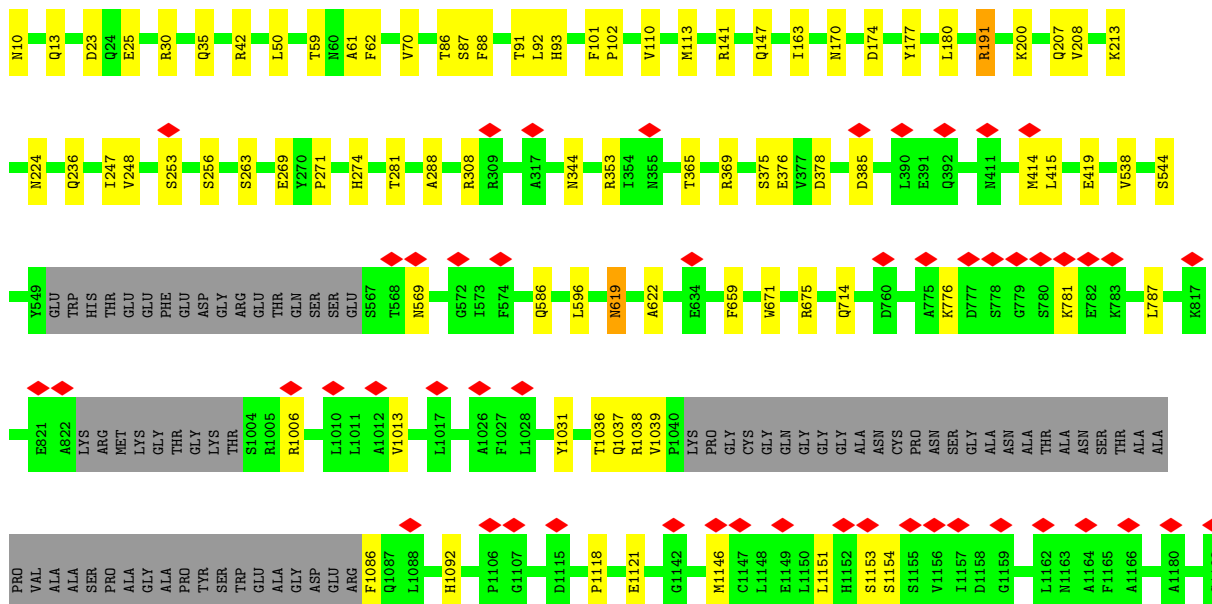 N10 Q13 D23 Q24 E25 R30 Q35 R42 L50 T59 N60 A61 F62 V70 T86 S87 F88 T91 L92 H93 F101 P102 V110 M113 R141 Q147 I163 N170 D174 Y177 L180 R191 K200 Q207 V208 K213
N224 Q236 I247 V248 S253 S256 S263 E269 Y270 P271 H274 T281 A288 R308 R309 A317 N344 R353 I354 N355 T365 R369 S375 E376 V377 D378 D385 L390 E391 Q392 N411 M414 L415 E419 V538 S544
Y549 GLU TRP HIS THR GLU GLU PHE GLU ASP GLY ARG GLU THR GLN SER SER GLU S567 T568 N569 G572 I573 F574 Q586 L596 N619 A622 E634 F659 W671 R675 Q714 D760 A775 K776 D777 S778 G779 S780 K781 E782 K783 L787 K817
E821 A822 LYS ARG MET LYS GLY THR GLY LYS THR S1004 R1005 R1006 L1010 L1011 A1012 V1013 L1017 A1026 F1027 L1028 Y1031 T1036 Q1037 R1038 V1039 P1040 LYS PRO GLY CYS GLY GLN GLY GLY GLY ALA ASN CYS PRO ASN SER GLY ALA ASN ALA THR ALA ASN SER THR ALA ALA
PRO VAL ALA ALA SER PRO ALA GLY ALA PRO TYR SER TRP GLU ALA GLY ASP GLU ARG F1086 Q1087 L1088 H1092 P1106 G1107 D1115 P1118 E1121 G1142 M1146 C1147 L1148 E1149 L1150 L1151 H1152 S1153 S1154 S1155 V1156 I1157 D1158 G1159 L1162 N1163 A1164 F1165 A1166 A1180